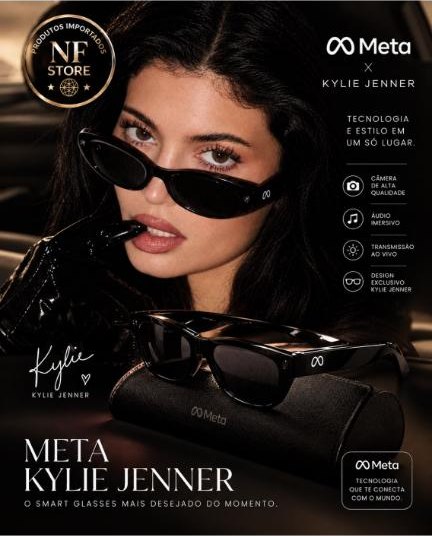 PRODUTOS IMPORTADOS
NF
STORE
Meta
X
KYLIE JENNER
TECNOLOGIA
E ESTILO EM
UM SÓ LUGAR.
CÂMERA
DE ALTA
QUALIDADE
ÁUDIO
IMERSIVO
TRANSMISSÃO
AO VIVO
DESIGN
EXCLUSIVO
KYLIE JENNER
Kylie
KYLIE JENNER
Meta
META
KYLIE JENNER
O SMART GLASSES MAIS DESEJADO DO MOMENTO.
Meta
TECNOLOGIA
QUE TE CONECTA
COM O MUNDO.